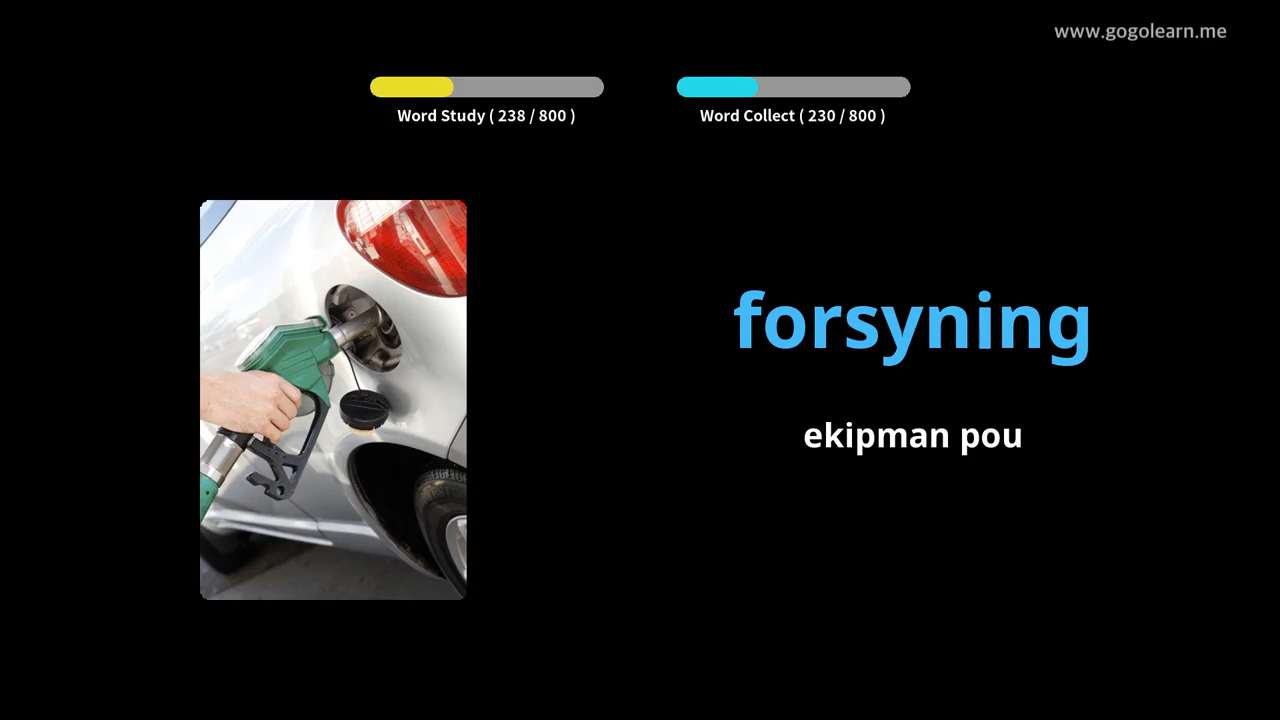 www.gogolearn.me
Word Study ( 238 / 800 )
Word Collect ( 230 / 800 )
forsyning
ekipman pou